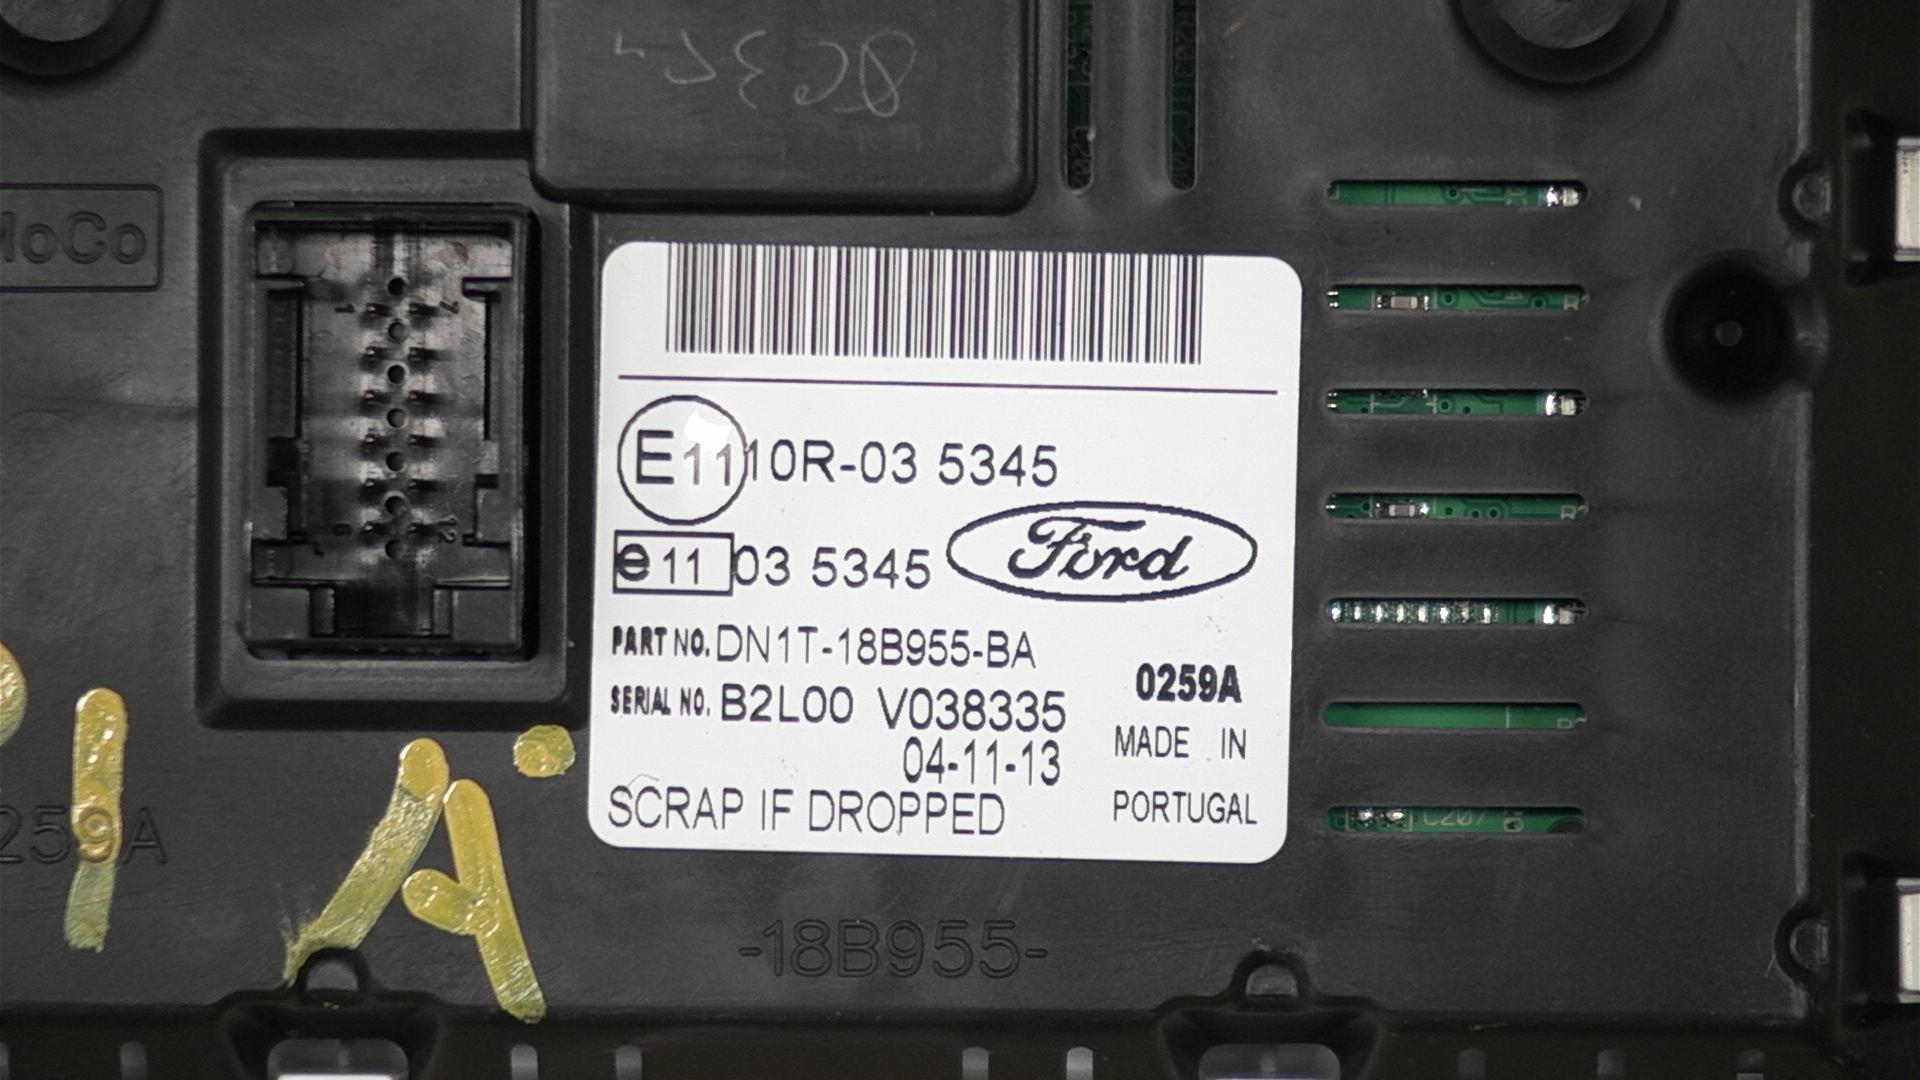 MoCo
E11 10R-03 5345
e11 03 5345
Ford
PART NO. DN1T-18B955-BA
SERIAL NO. B2L00 V038335
0259A
04-11-13
MADE IN
PORTUGAL
SCRAP IF DROPPED
259A
-18B955-
C207